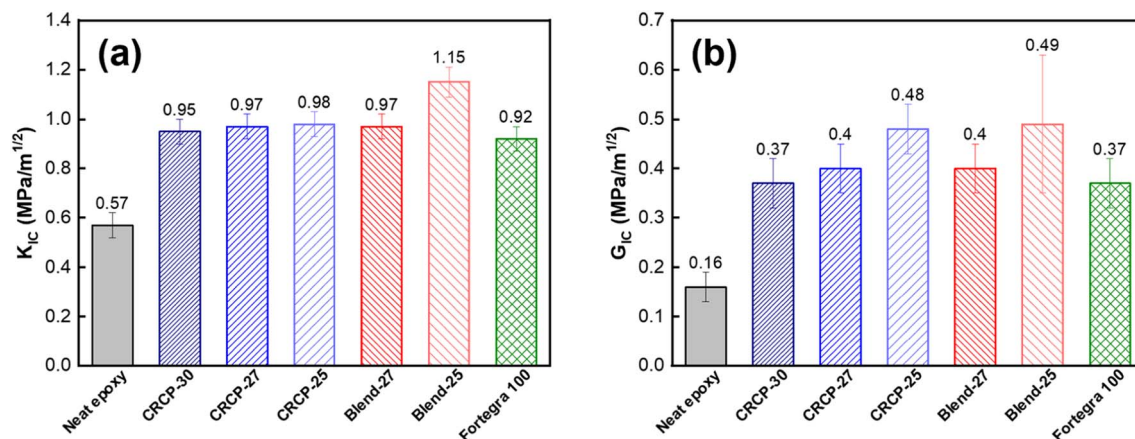 (a)
K_IC (MPa/m^1/2)
1.4
1.2
1.0
0.8
0.6
0.4
0.2
0.0
0.57
0.95
0.97
0.98
0.97
1.15
0.92
Neat epoxy
CRCP-30
CRCP-27
CRCP-25
Blend-27
Blend-25
Fortegra 100
(b)
G_IC (MPa/m^1/2)
0.7
0.6
0.5
0.4
0.3
0.2
0.1
0.0
0.16
0.37
0.4
0.48
0.4
0.49
0.37
Neat epoxy
CRCP-30
CRCP-27
CRCP-25
Blend-27
Blend-25
Fortegra 100